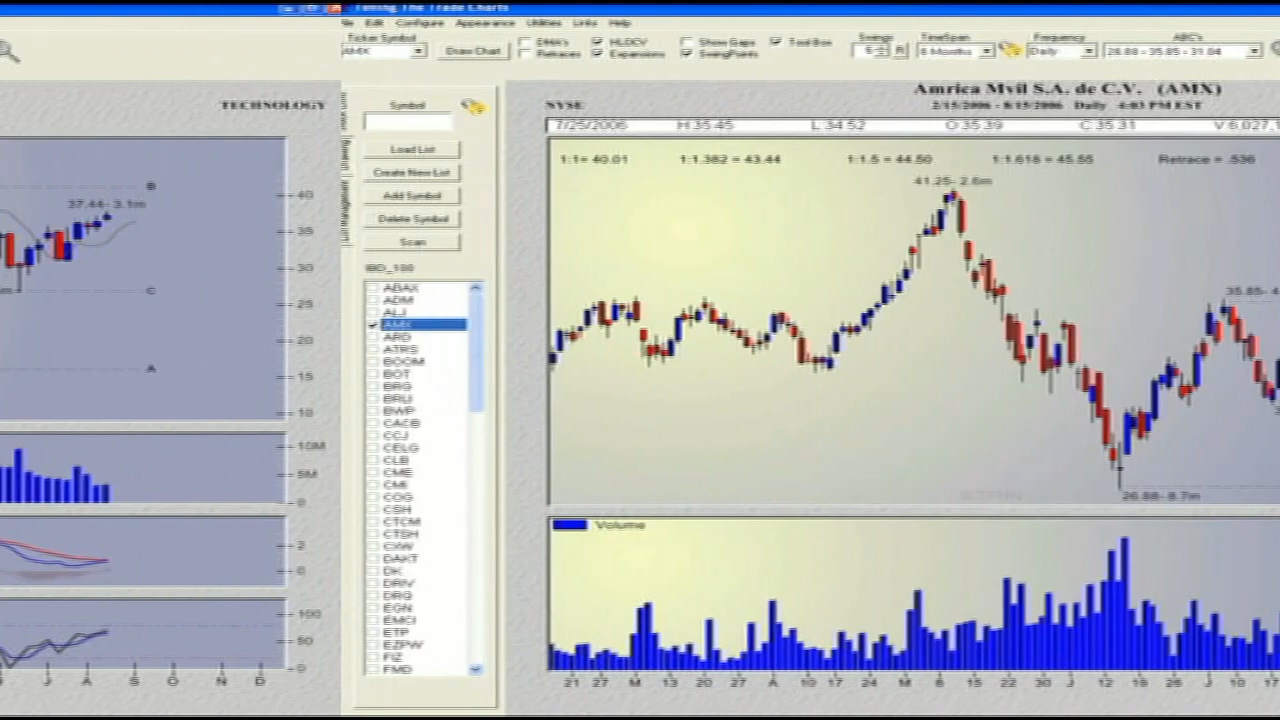 Timing The Trade Charts
Edit Configure Appearance Utilities Links Help
Ticker Symbol
AMX
Draw Chart
DMA's
Retraces
HLOCV
Expansions
Show Gaps
SwingPoints
Tool Box
Swings
6
R
TimeSpan
6 Months
Frequency
Daily
ABC's
26.88 - 35.85 - 31.04
TECHNOLOGY
B
37.44- 3.1m
C
A
40
35
30
25
20
15
10
10M
5M
0
2
0
100
50
0
J A S O N D
Symbol
Load List
Create New List
Add Symbol
Delete Symbol
Scan
IBD_100
ABAX
ADM
ALJ
AMX
ARD
ATRS
BOOM
BOT
BRG
BRLI
BWP
CACB
CCJ
CELG
CLB
CME
CMI
COG
CSH
CTCM
CTSH
CXW
DAKT
DK
DRIV
DRQ
EGN
EMCI
ETP
EZPW
FIZ
FMD
NYSE
Amrica Mvil S.A. de C.V. (AMX)
2/15/2006 - 8/15/2006 Daily 4:03 PM EST
7/25/2006 H 35.45 L 34.52 O 35.39 C 35.31 V 6,027,1
1:1= 40.01 1:1.382 = 43.44 1:1.5 = 44.50 1:1.618 = 45.55 Retrace = .536
41.25- 2.6m
35.85- 4
26.88- 8.7m
Volume
21 27 M 13 20 27 A 10 17 24 M 8 15 22 30 J 12 19 26 J 10 17